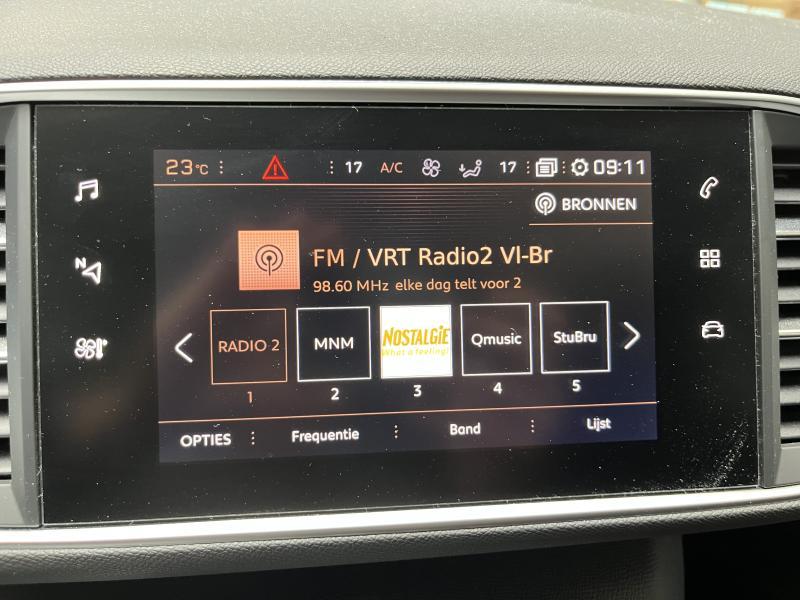 23°C 17 A/C 17 09:11
BRONNEN
FM / VRT Radio2 Vl-Br
98.60 MHz elke dag telt voor 2
RADIO 2 MNM NOSTALGIE Qmusic StuBru
What a feeling!
1 2 3 4 5
OPTIES Frequentie Band Lijst
N